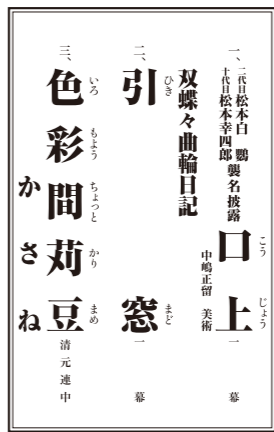 一、
二代目松本白鸚
十代目松本幸四郎
襲名披露
口上
こうじょう
一幕
双蝶々曲輪日記
中嶋正留 美術
二、
引窓
ひきまど
一幕
三、
色彩間苅豆
いろもようちょっとかりまめ
清元連中
かさね